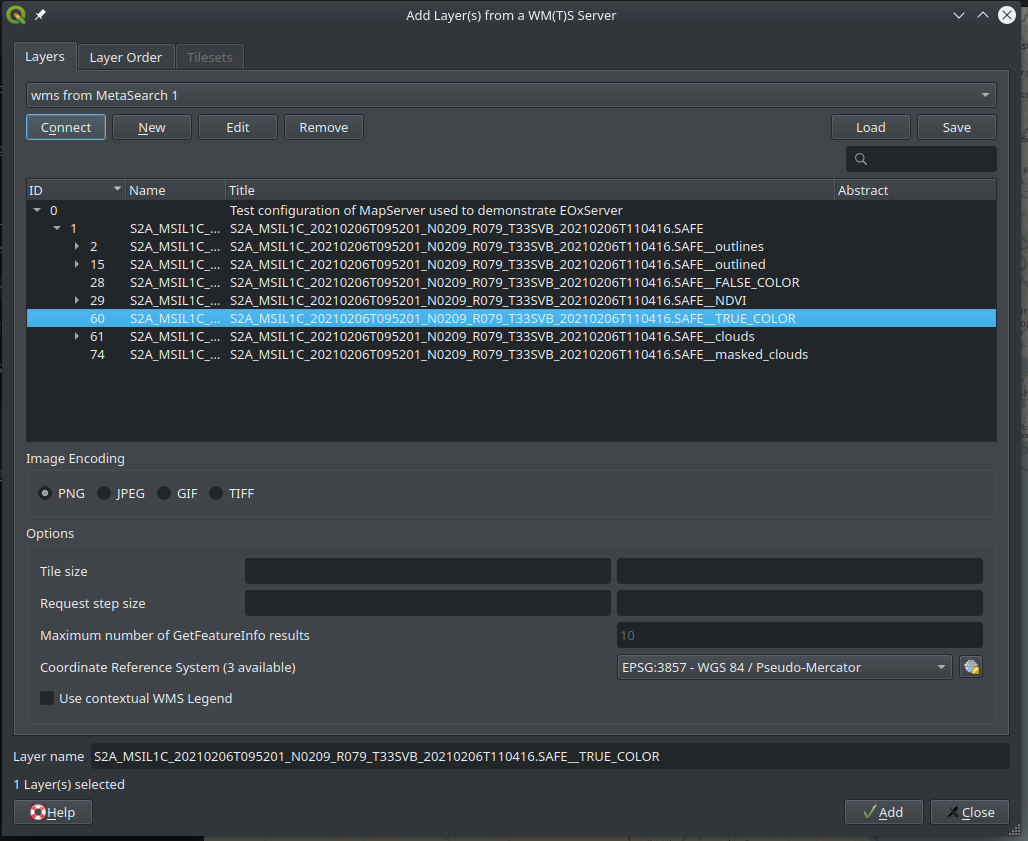 Add Layer(s) from a WM(T)S Server
Layers Layer Order Tilesets
wms from MetaSearch 1
Connect New Edit Remove Load Save
ID Name Title Abstract
0 Test configuration of MapServer used to demonstrate EOxServer
1 S2A_MSIL1C_... S2A_MSIL1C_20210206T095201_N0209_R079_T33SVB_20210206T110416.SAFE
2 S2A_MSIL1C_... S2A_MSIL1C_20210206T095201_N0209_R079_T33SVB_20210206T110416.SAFE__outlines
15 S2A_MSIL1C_... S2A_MSIL1C_20210206T095201_N0209_R079_T33SVB_20210206T110416.SAFE__outlined
28 S2A_MSIL1C_... S2A_MSIL1C_20210206T095201_N0209_R079_T33SVB_20210206T110416.SAFE__FALSE_COLOR
29 S2A_MSIL1C_... S2A_MSIL1C_20210206T095201_N0209_R079_T33SVB_20210206T110416.SAFE__NDVI
60 S2A_MSIL1C_... S2A_MSIL1C_20210206T095201_N0209_R079_T33SVB_20210206T110416.SAFE__TRUE_COLOR
61 S2A_MSIL1C_... S2A_MSIL1C_20210206T095201_N0209_R079_T33SVB_20210206T110416.SAFE__clouds
74 S2A_MSIL1C_... S2A_MSIL1C_20210206T095201_N0209_R079_T33SVB_20210206T110416.SAFE__masked_clouds
Image Encoding
PNG JPEG GIF TIFF
Options
Tile size
Request step size
Maximum number of GetFeatureInfo results 10
Coordinate Reference System (3 available) EPSG:3857 - WGS 84 / Pseudo-Mercator
Use contextual WMS Legend
Layer name S2A_MSIL1C_20210206T095201_N0209_R079_T33SVB_20210206T110416.SAFE__TRUE_COLOR
1 Layer(s) selected
Help Add Close